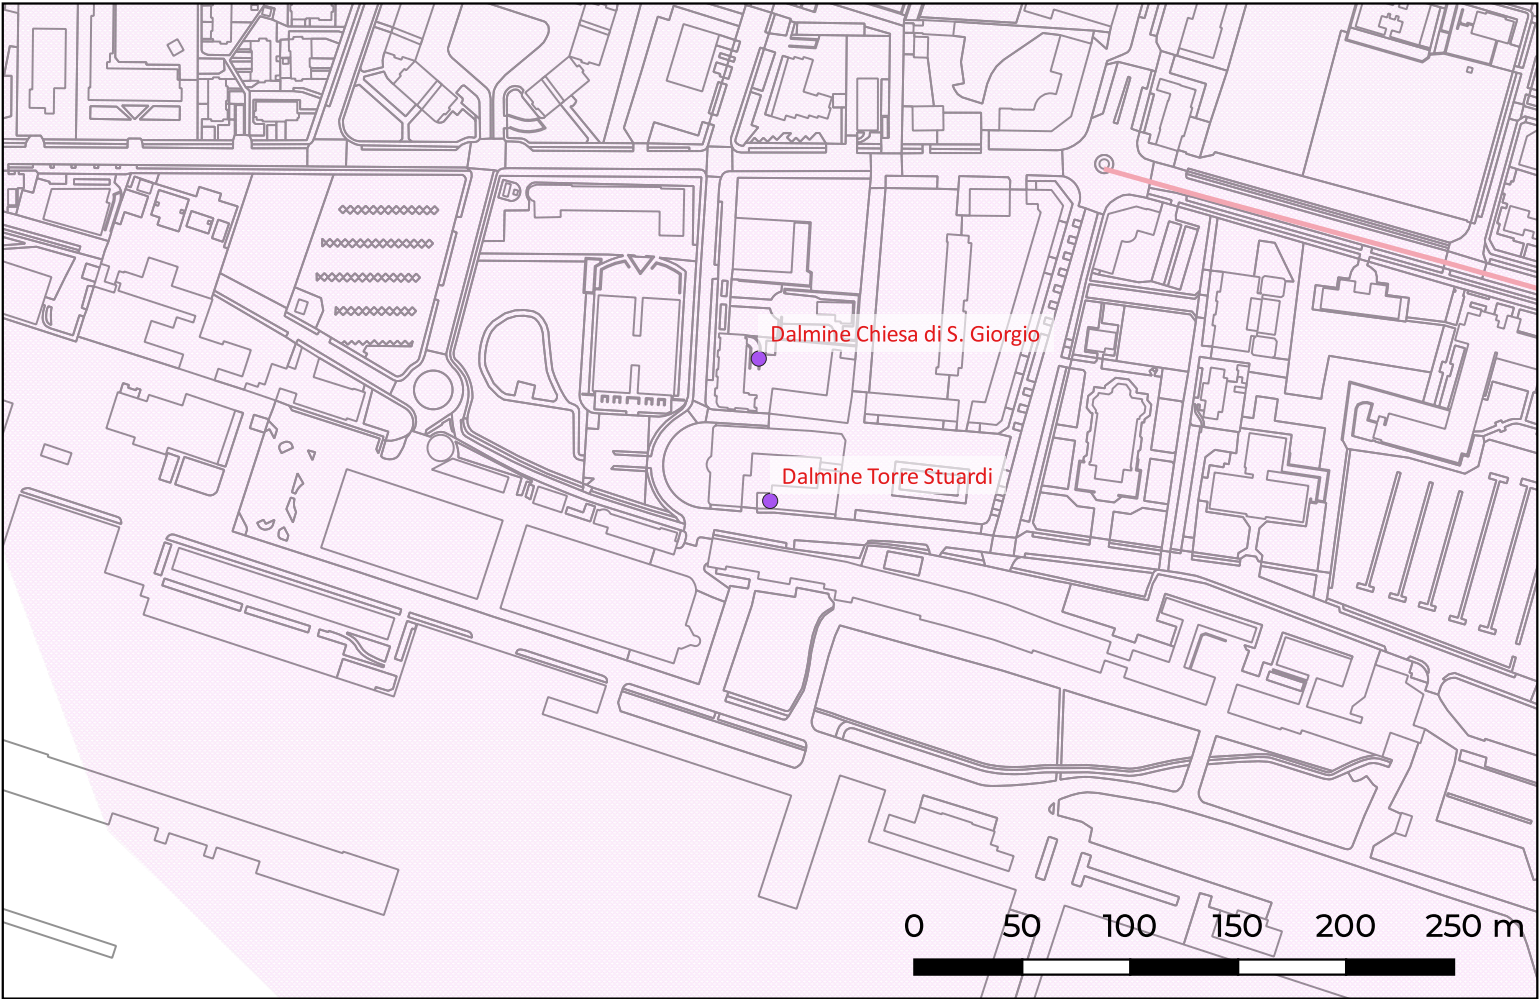 Dalmine Chiesa di S. Giorgio
Dalmine Torre Stuardi
0 50 100 150 200 250 m